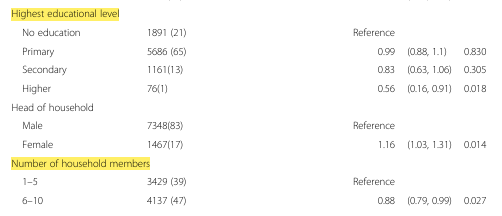 Highest educational level
No education 1891 (21) Reference
Primary 5686 (65) 0.99 (0.88, 1.1) 0.830
Secondary 1161(13) 0.83 (0.63, 1.06) 0.305
Higher 76(1) 0.56 (0.16, 0.91) 0.018
Head of household
Male 7348(83) Reference
Female 1467(17) 1.16 (1.03, 1.31) 0.014
Number of household members
1–5 3429 (39) Reference
6–10 4137 (47) 0.88 (0.79, 0.99) 0.027